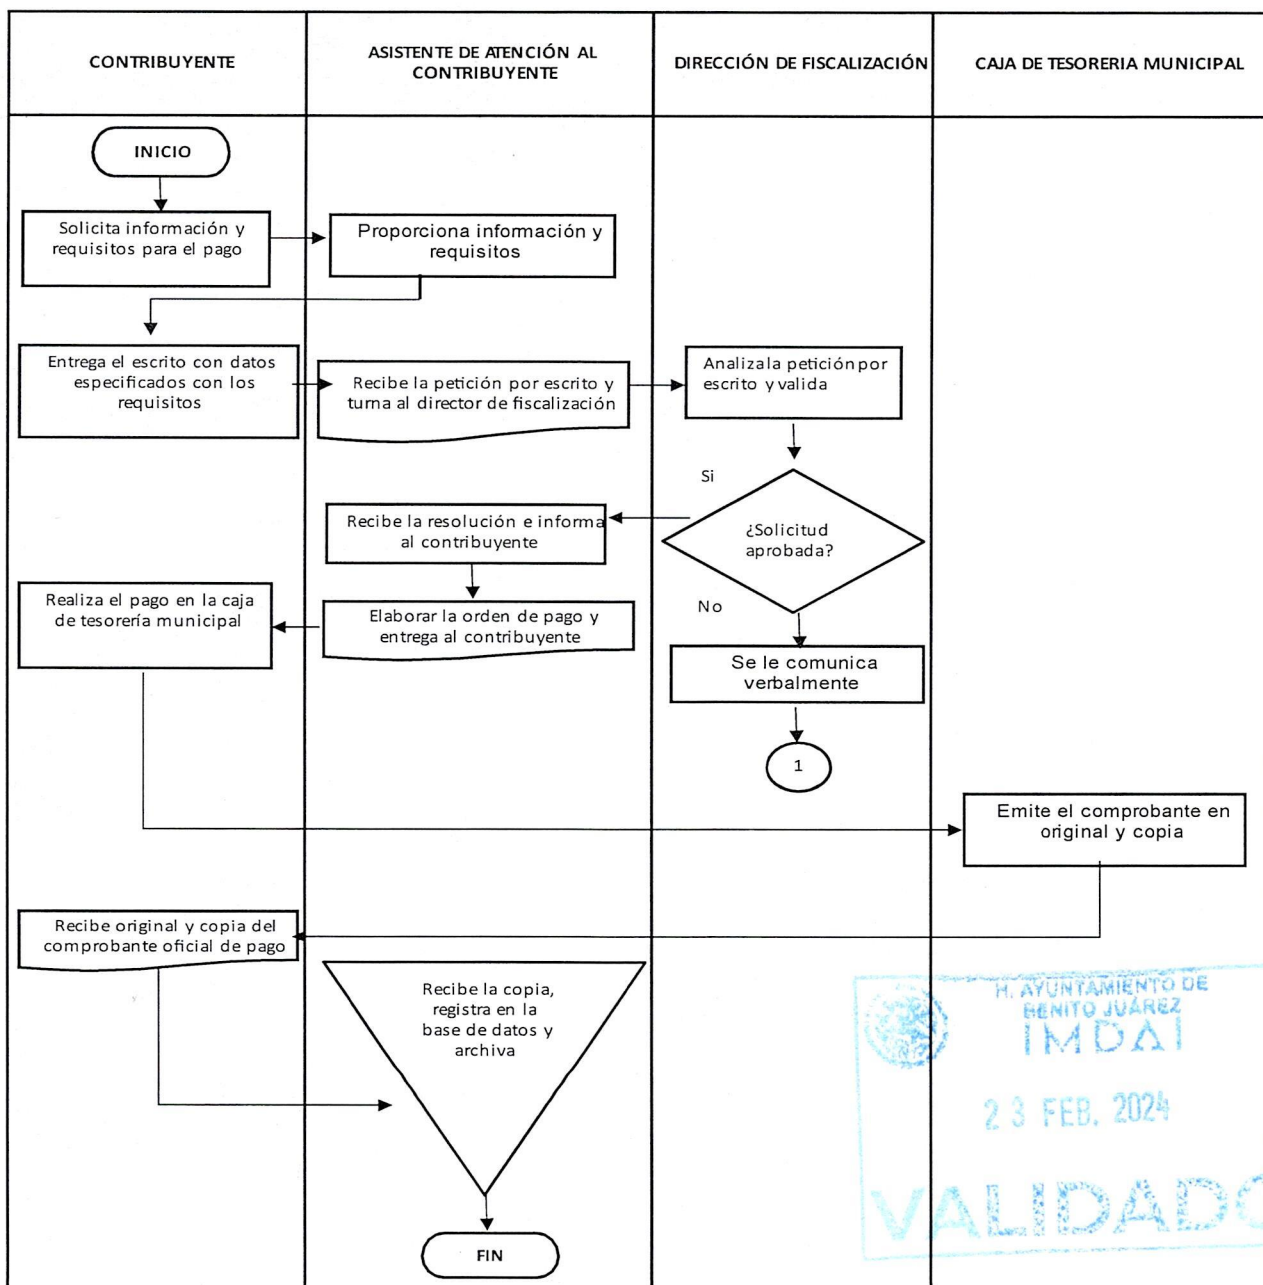 CONTRIBUYENTE
ASISTENTE DE ATENCIÓN AL
CONTRIBUYENTE
DIRECCIÓN DE FISCALIZACIÓN
CAJA DE TESORERIA MUNICIPAL
INICIO
Solicita información y
requisitos para el pago
Proporciona información y
requisitos
Entrega el escrito con datos
especificados con los
requisitos
Recibe la petición por escrito y
turna al director de fiscalización
Analiza la petición por
escrito y valida
Si
¿Solicitud
aprobada?
No
Recibe la resolución e informa
al contribuyente
Elaborar la orden de pago y
entrega al contribuyente
Realiza el pago en la caja
de tesorería municipal
Se le comunica
verbalmente
1
Emite el comprobante en
original y copia
Recibe original y copia del
comprobante oficial de pago
Recibe la copia,
registra en la
base de datos y
archiva
FIN
H. AYUNTAMIENTO DE
BENITO JUÁREZ
IMDAI
23 FEB. 2024
VALIDADO